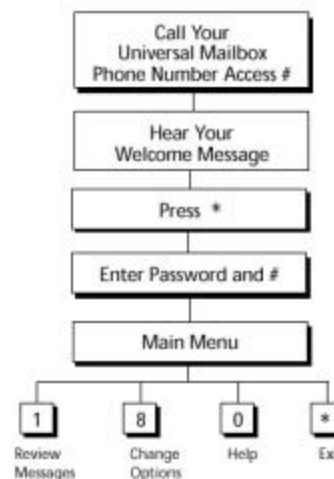 Call Your
Universal Mailbox
Phone Number Access #
Hear Your
Welcome Message
Press *
Enter Password and #
Main Menu
1
8
0
*
Review
Messages
Change
Options
Help